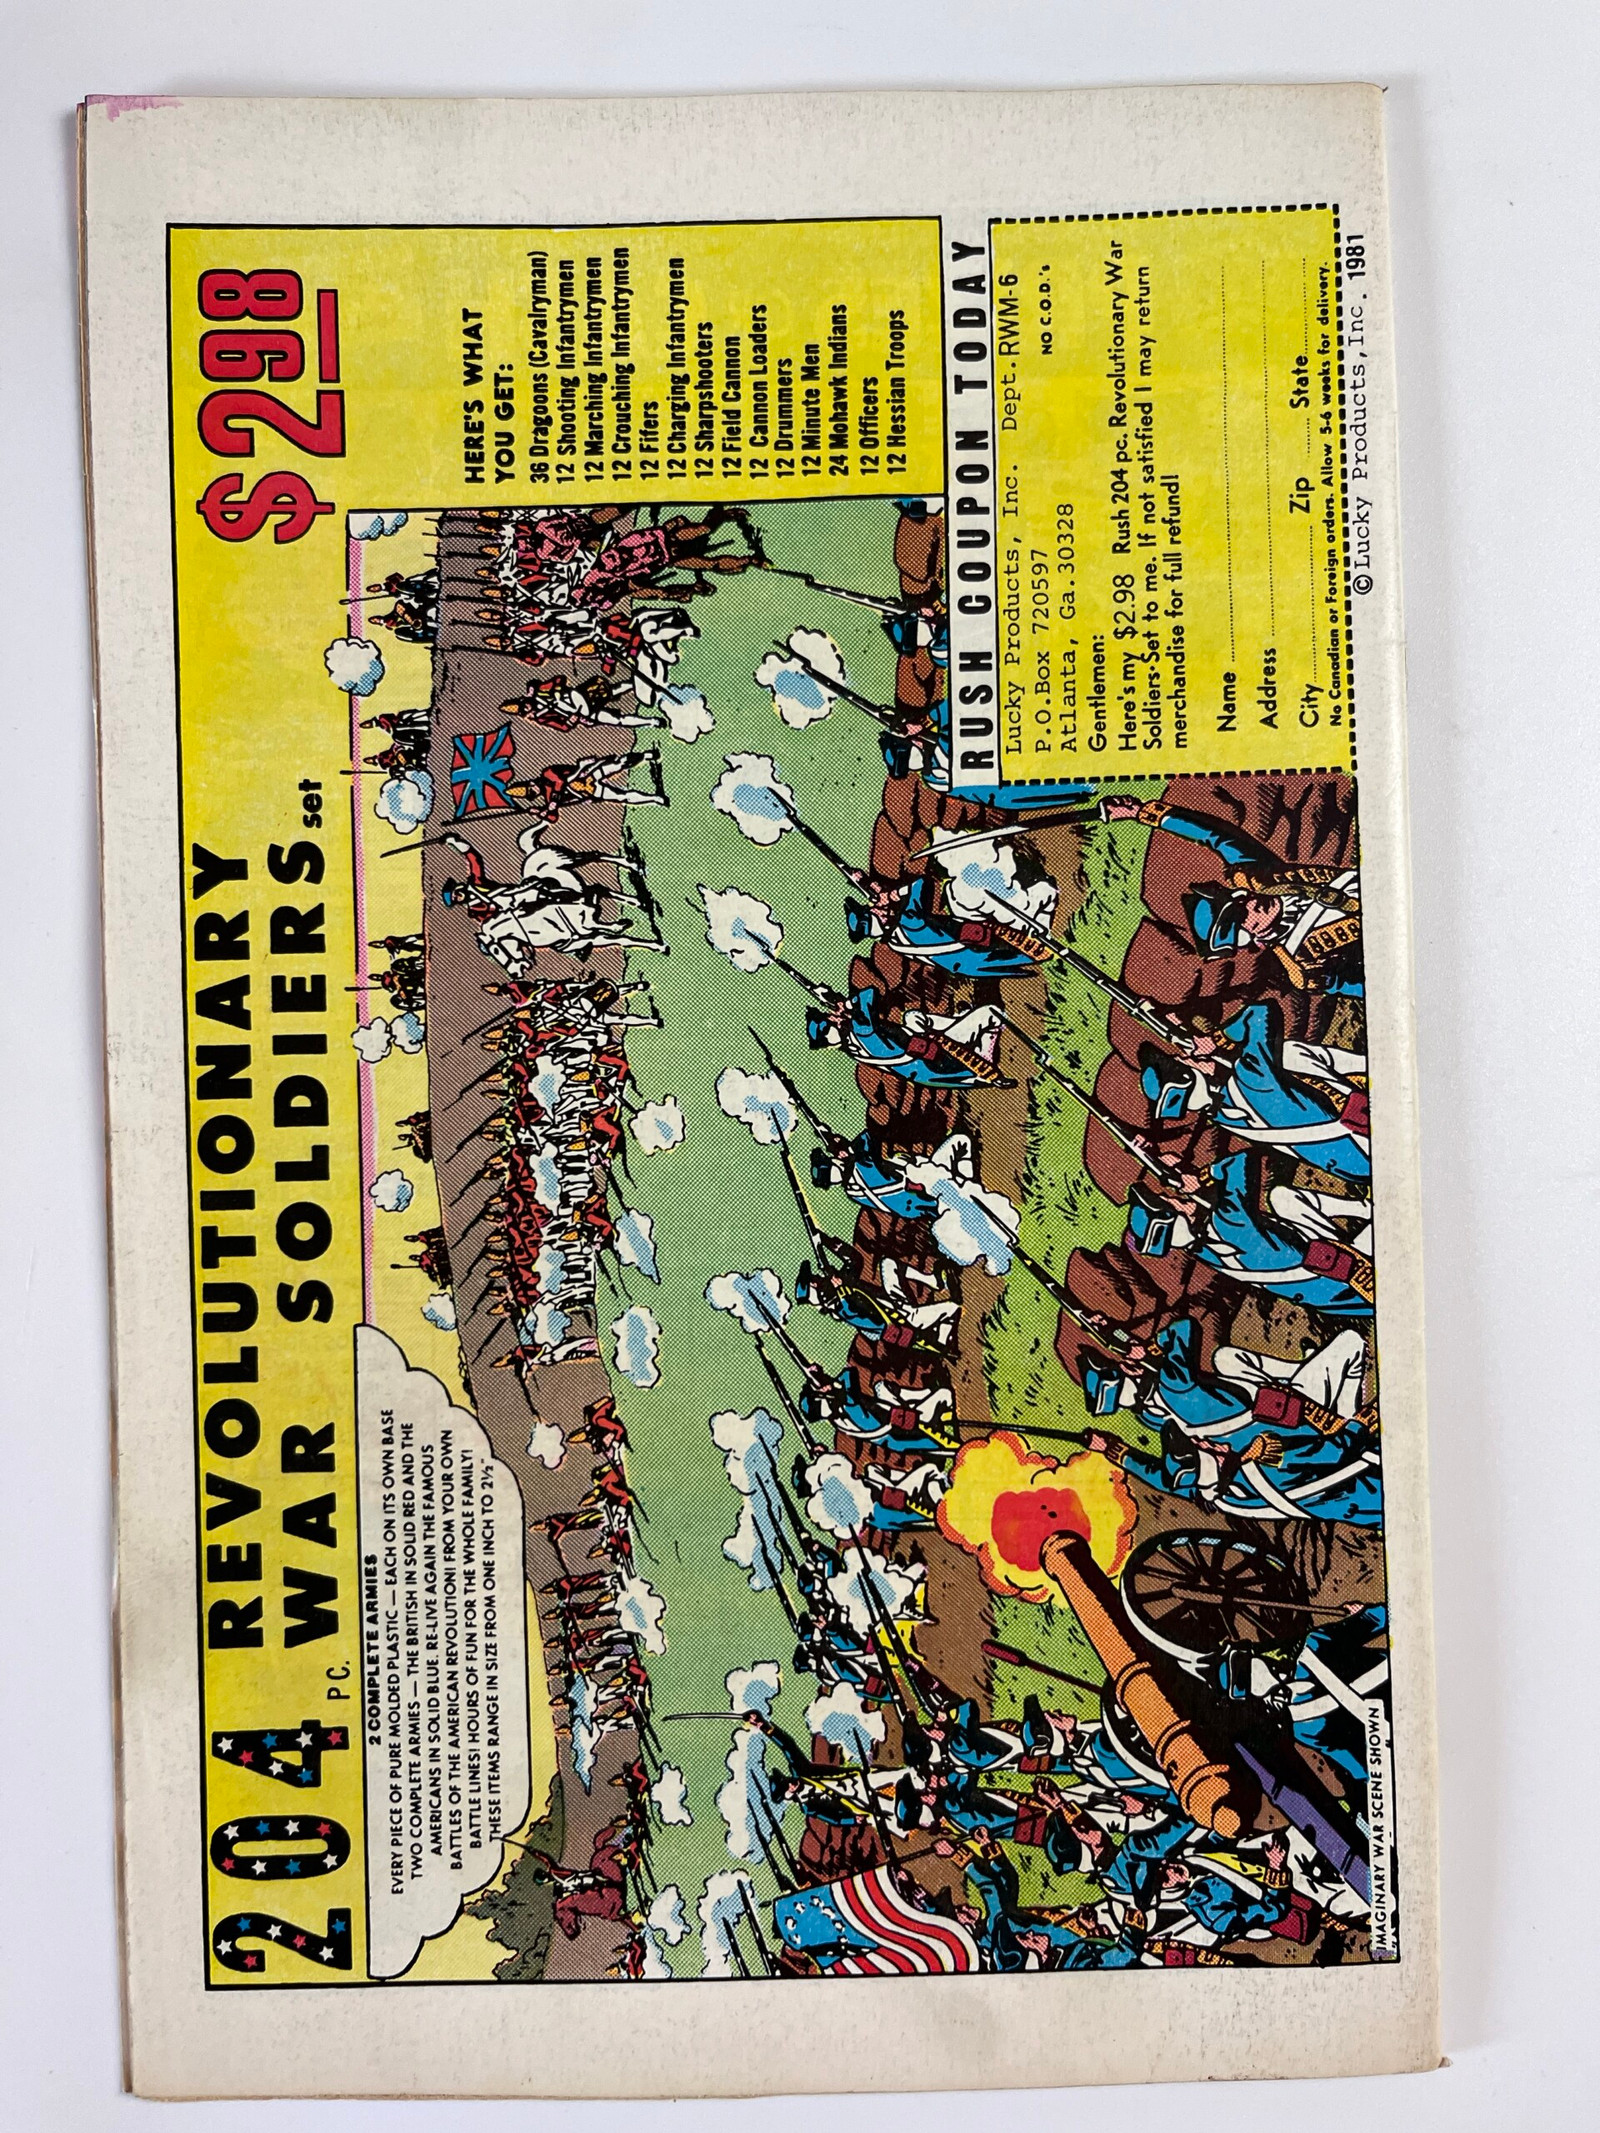 204 PC. REVOLUTIONARY
WAR SOLDIERS set
$2.98
2 COMPLETE ARMIES
EVERY PIECE OF PURE MOLDED PLASTIC — EACH ON ITS OWN BASE
TWO COMPLETE ARMIES — THE BRITISH IN SOLID RED AND THE
AMERICANS IN SOLID BLUE. RE-LIVE AGAIN THE FAMOUS
BATTLES OF THE AMERICAN REVOLUTION! FROM YOUR OWN
BATTLE LINES! HOURS OF FUN FOR THE WHOLE FAMILY!
THESE ITEMS RANGE IN SIZE FROM ONE INCH TO 2½"
HERE'S WHAT
YOU GET:
36 Dragoons (Cavalryman)
12 Shooting Infantrymen
12 Marching Infantrymen
12 Crouching Infantrymen
12 Fifers
12 Charging Infantrymen
12 Sharpshooters
12 Field Cannon
12 Cannon Loaders
12 Drummers
12 Minute Men
24 Mohawk Indians
12 Officers
12 Hessian Troops
RUSH COUPON TODAY
Lucky Products, Inc. Dept. RWM-6
P.O.Box 720597 NO C.O.D.'s
Atlanta, Ga.30328
Gentlemen:
Here's my $2.98 Rush 204 pc. Revolutionary War
Soldiers·Set to me. If not satisfied I may return
merchandise for full refund!
Name
Address
City Zip State
No Canadian or Foreign orders. Allow 5-6 weeks for delivery.
© Lucky Products,Inc. 1981
IMAGINARY WAR SCENE SHOWN